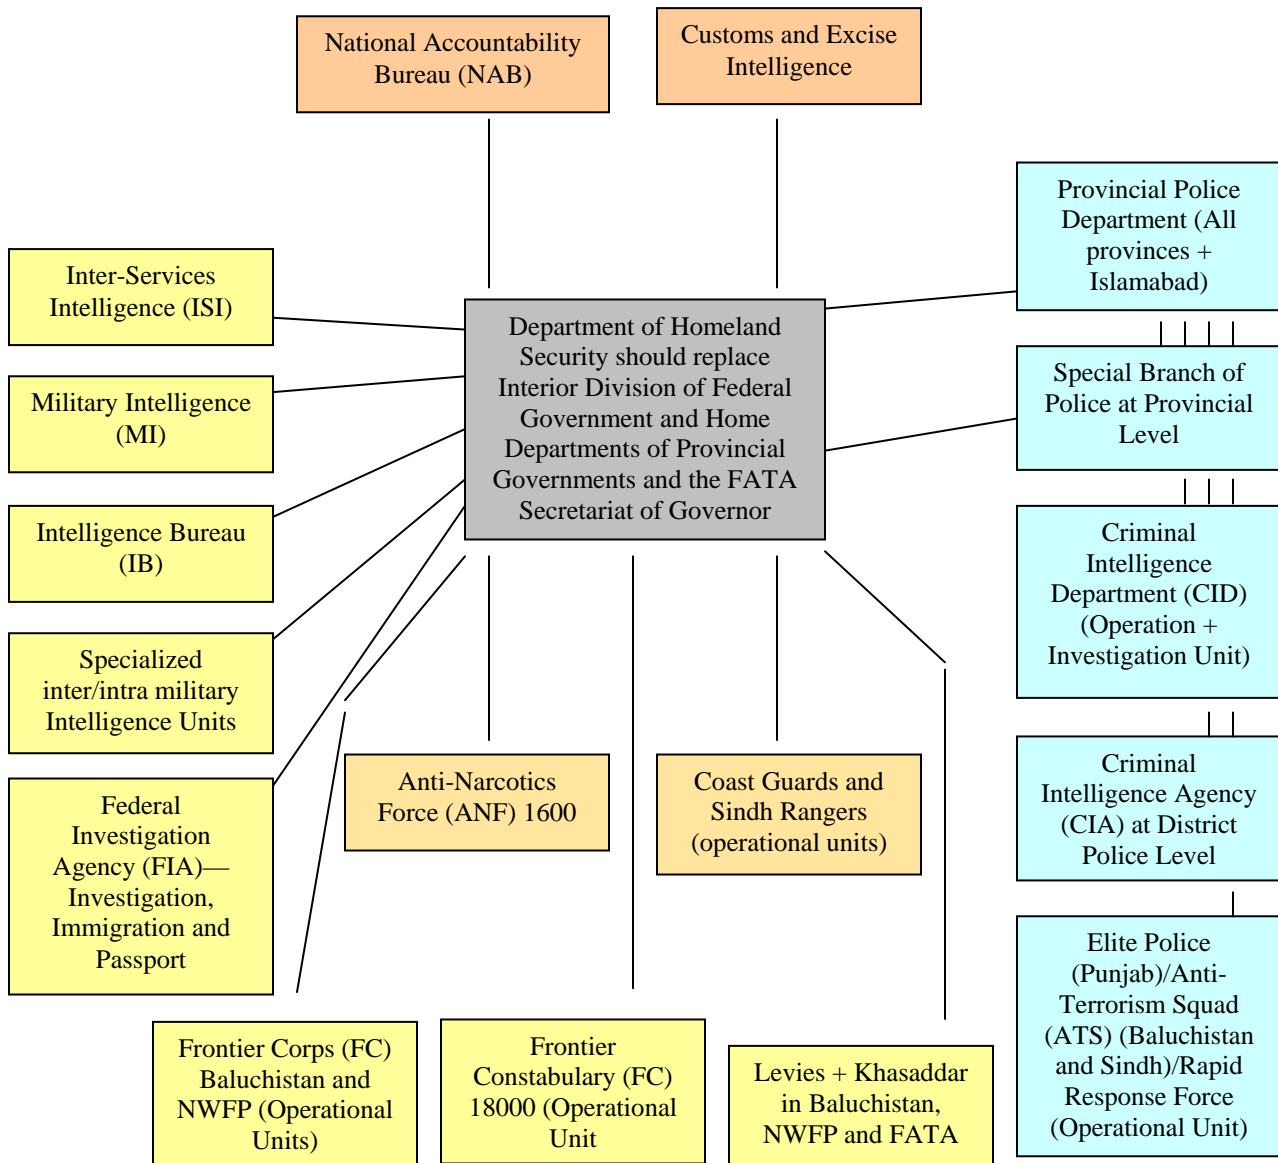 National Accountability
Bureau (NAB)
Customs and Excise
Intelligence
Provincial Police
Department (All
provinces +
Islamabad)
Inter-Services
Intelligence (ISI)
Department of Homeland
Security should replace
Interior Division of Federal
Government and Home
Departments of Provincial
Governments and the FATA
Secretariat of Governor
Special Branch of
Police at Provincial
Level
Military Intelligence
(MI)
Intelligence Bureau
(IB)
Criminal
Intelligence
Department (CID)
(Operation +
Investigation Unit)
Specialized
inter/intra military
Intelligence Units
Anti-Narcotics
Force (ANF) 1600
Coast Guards and
Sindh Rangers
(operational units)
Criminal
Intelligence Agency
(CIA) at District
Police Level
Federal
Investigation
Agency (FIA)—
Investigation,
Immigration and
Passport
Elite Police
(Punjab)/Anti-
Terrorism Squad
(ATS) (Baluchistan
and Sindh)/Rapid
Response Force
(Operational Unit)
Frontier Corps (FC)
Baluchistan and
NWFP (Operational
Units)
Frontier
Constabulary (FC)
18000 (Operational
Unit
Levies + Khasaddar
in Baluchistan,
NWFP and FATA